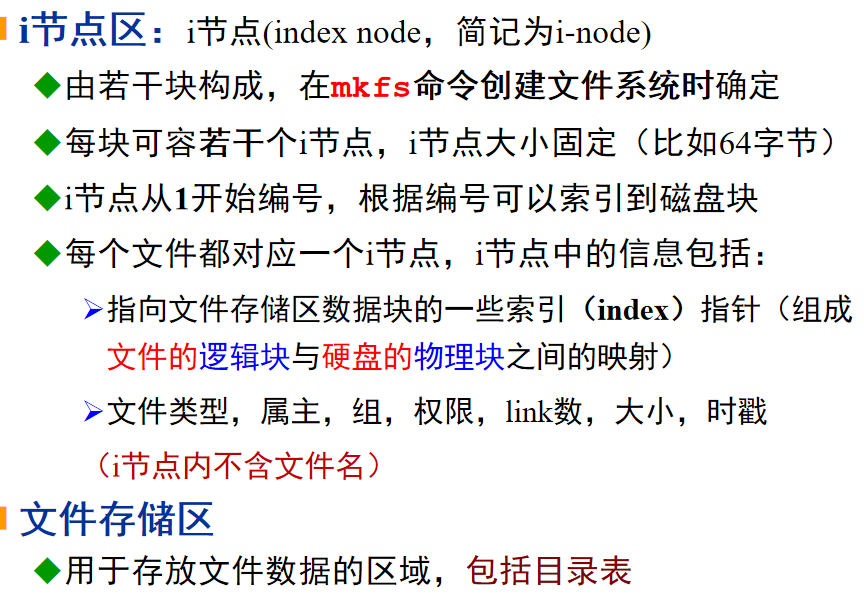 i节点区：i节点(index node，简记为i-node)
由若干块构成，在mkfs命令创建文件系统时确定
每块可容若干个i节点，i节点大小固定（比如64字节）
i节点从1开始编号，根据编号可以索引到磁盘块
每个文件都对应一个i节点，i节点中的信息包括：
指向文件存储区数据块的一些索引（index）指针（组成
文件的逻辑块与硬盘的物理块之间的映射）
文件类型，属主，组，权限，link数，大小，时戳
（i节点内不含文件名）
文件存储区
用于存放文件数据的区域，包括目录表